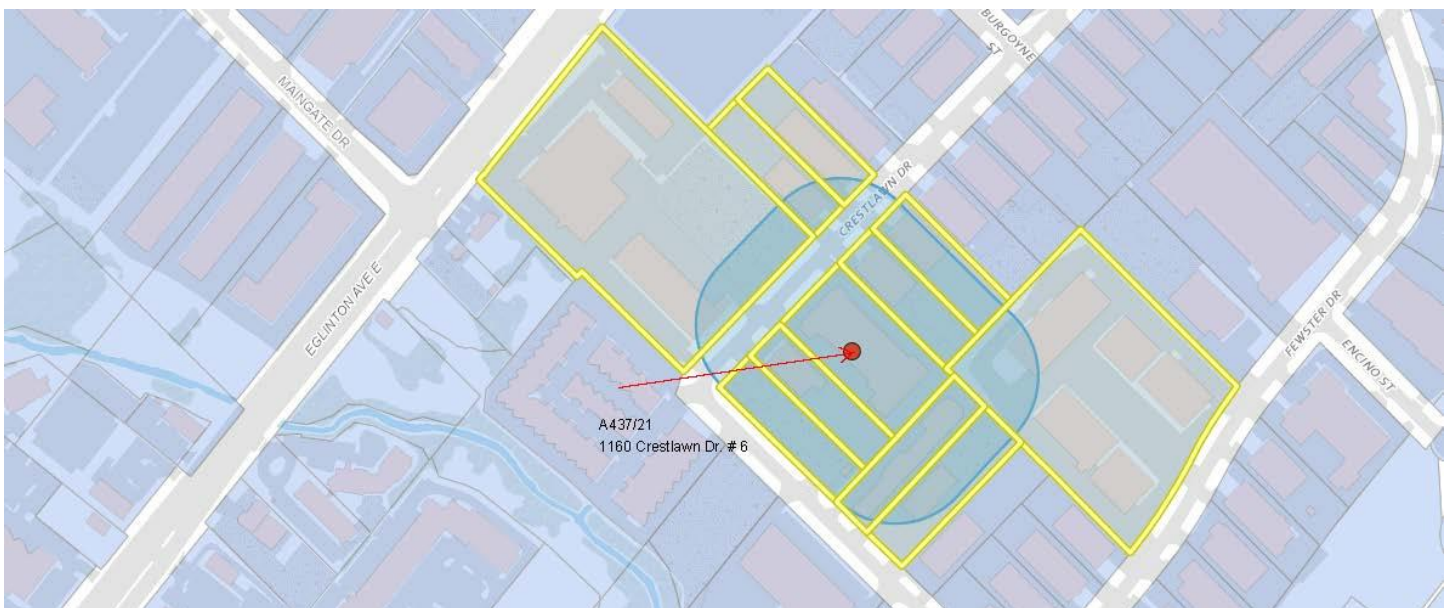 BURGOYNE
ST
MAINGATE DR
CRESTLAWN DR
EGLINTON AVE E
FEWSTER DR
ENCINO ST
A437/21
1160 Crestlawn Dr. # 6